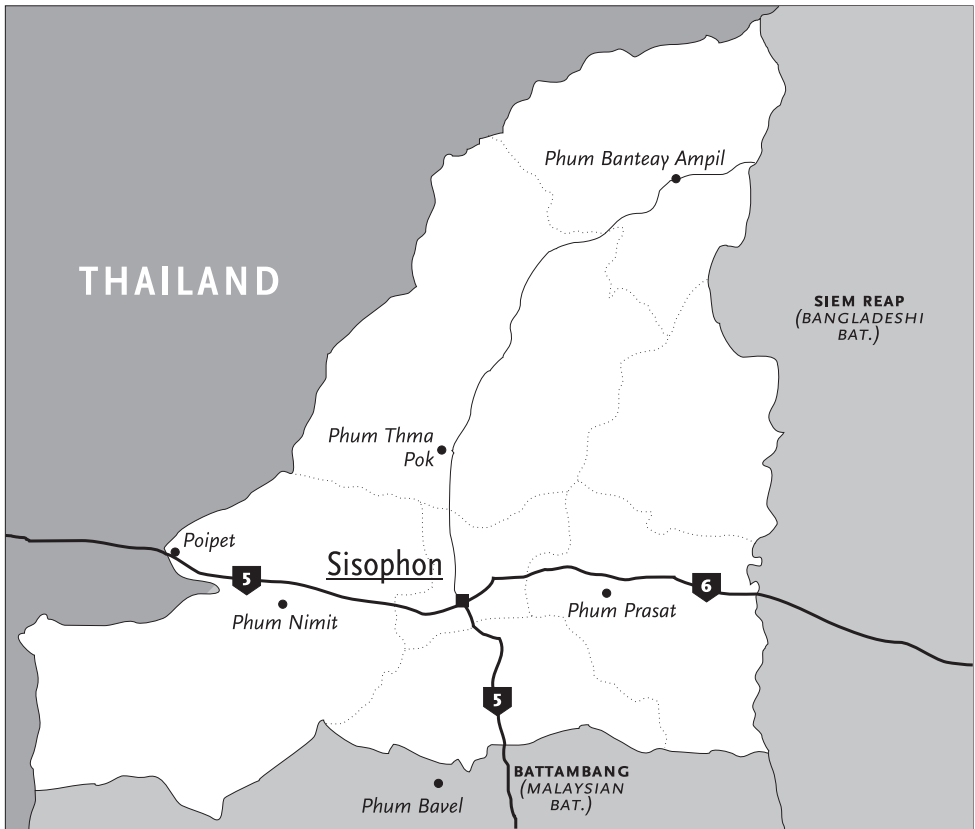 Phum Banteay Ampil
THAILAND
SIEM REAP
(BANGLADESHI
BAT.)
Phum Thma
Pok
Poipet
Sisophon
5
6
Phum Nimit
Phum Prasat
5
BATTAMBANG
(MALAYSIAN
BAT.)
Phum Bavel